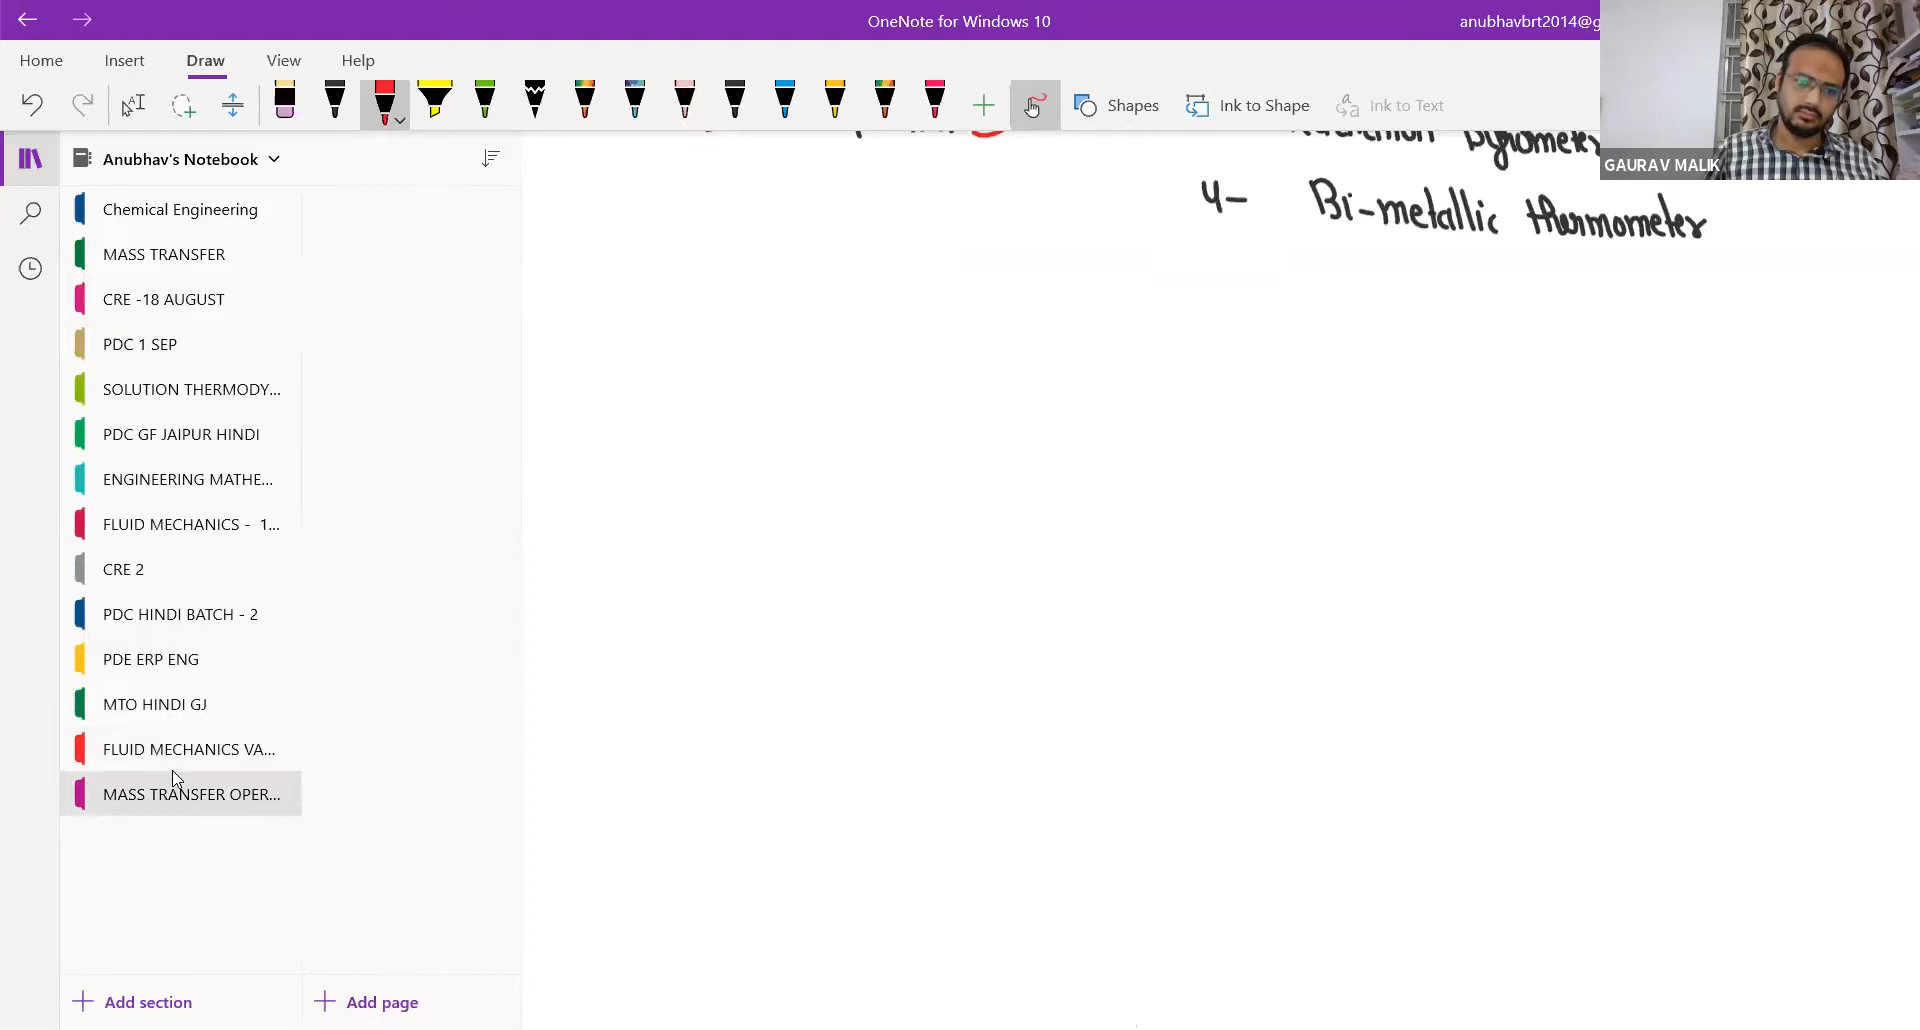 OneNote for Windows 10
anubhavbrt2014@g
Home Insert Draw View Help
Shapes Ink to Shape Ink to Text
GAURAV MALIK
Anubhav's Notebook
Chemical Engineering
MASS TRANSFER
CRE -18 AUGUST
PDC 1 SEP
SOLUTION THERMODY...
PDC GF JAIPUR HINDI
ENGINEERING MATHE...
FLUID MECHANICS - 1...
CRE 2
PDC HINDI BATCH - 2
PDE ERP ENG
MTO HINDI GJ
FLUID MECHANICS VA...
MASS TRANSFER OPER...
Add section
Add page
4- Bi-metallic thermometer